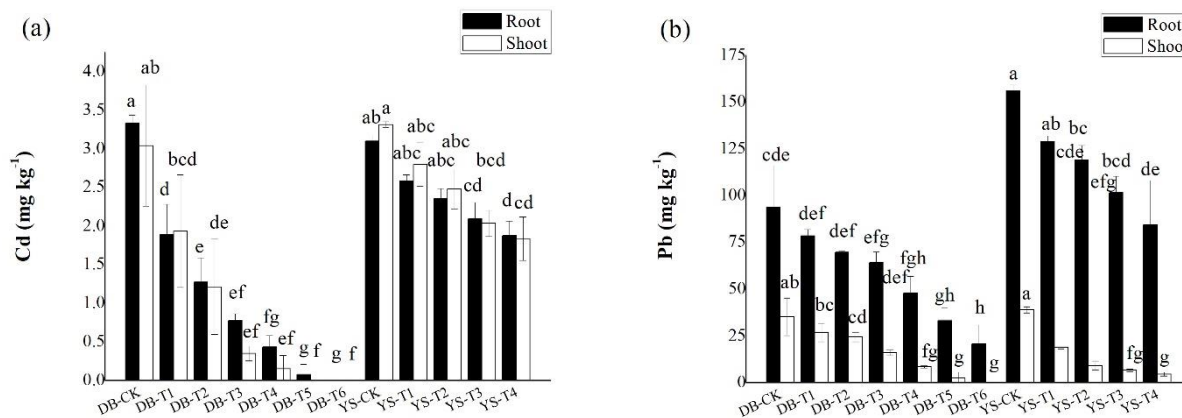 (a)
Root
Shoot
Cd (mg kg-1)
4.0
3.5
3.0
2.5
2.0
1.5
1.0
0.5
0.0
a
ab
d
bcd
e
de
ef
ef
fg
ef
g
f
g
f
ab
a
abc
abc
abc
abc
cd
bcd
d
cd
DB-CK
DB-T1
DB-T2
DB-T3
DB-T4
DB-T5
DB-T6
YS-CK
YS-T1
YS-T2
YS-T3
YS-T4
(b)
Root
Shoot
Pb (mg kg-1)
175
150
125
100
75
50
25
0
cde
ab
def
bc
def
cd
efg
def
fgh
fg
gh
g
h
g
a
a
ab
cde
bc
efg
bcd
fg
de
g
DB-CK
DB-T1
DB-T2
DB-T3
DB-T4
DB-T5
DB-T6
YS-CK
YS-T1
YS-T2
YS-T3
YS-T4